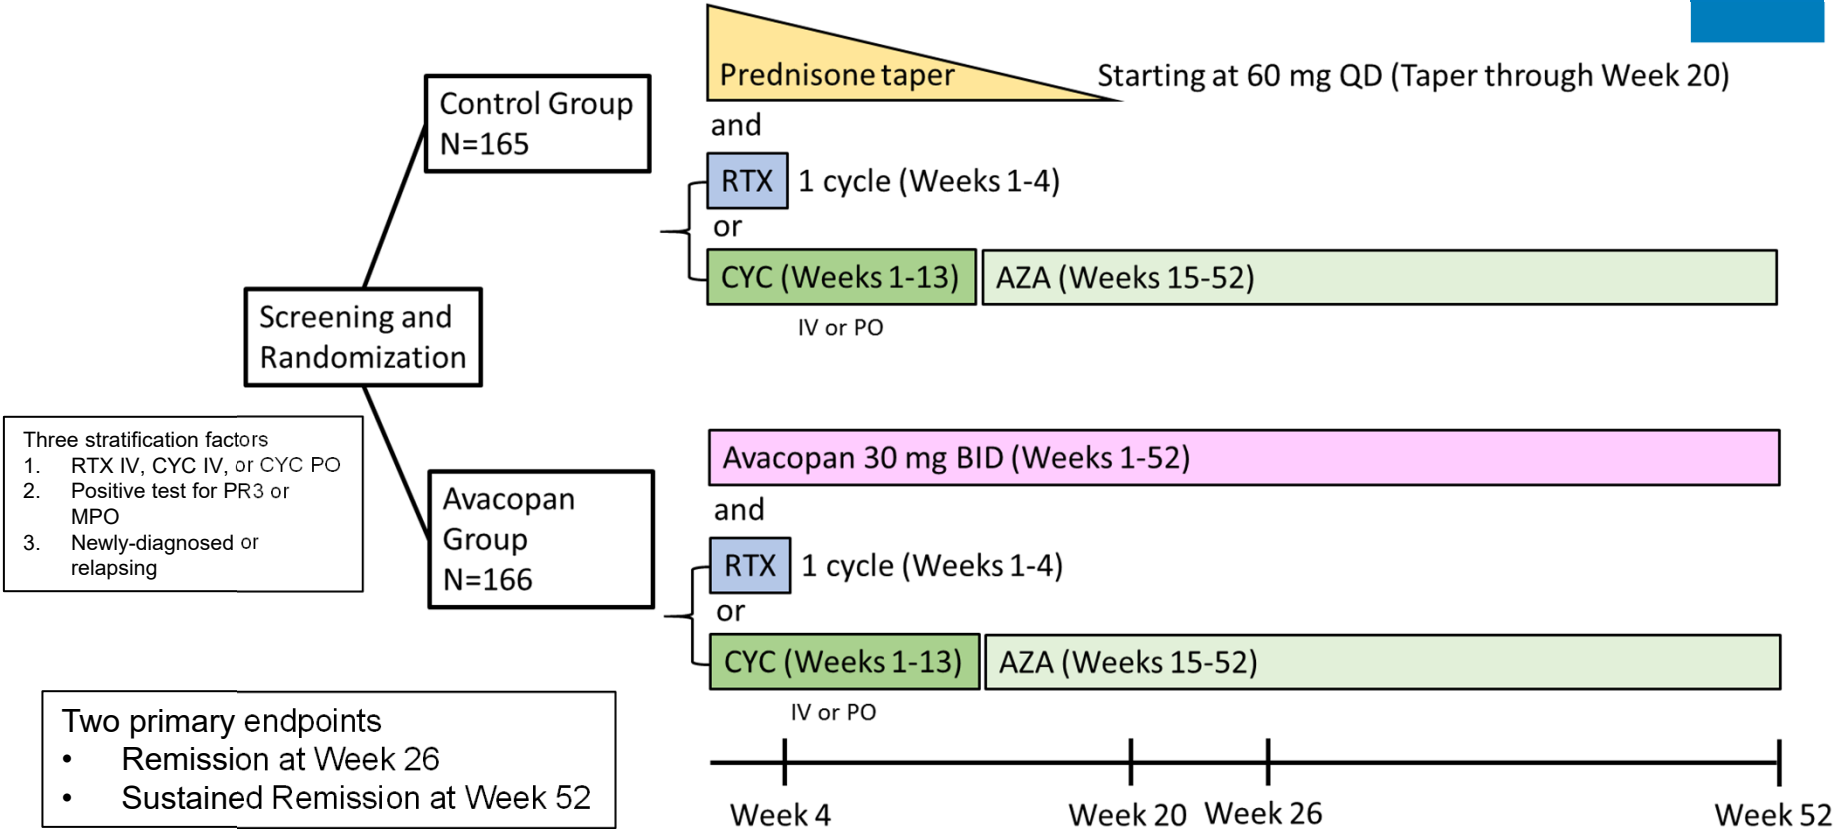 Prednisone taper
Starting at 60 mg QD (Taper through Week 20)
Control Group
N=165
and
RTX
1 cycle (Weeks 1-4)
or
CYC (Weeks 1-13)
AZA (Weeks 15-52)
IV or PO
Screening and
Randomization
Three stratification factors
1. RTX IV, CYC IV, or CYC PO
2. Positive test for PR3 or
MPO
3. Newly-diagnosed or
relapsing
Avacopan
Group
N=166
Avacopan 30 mg BID (Weeks 1-52)
and
RTX
1 cycle (Weeks 1-4)
or
CYC (Weeks 1-13)
AZA (Weeks 15-52)
IV or PO
Two primary endpoints
• Remission at Week 26
• Sustained Remission at Week 52
Week 4
Week 20
Week 26
Week 52